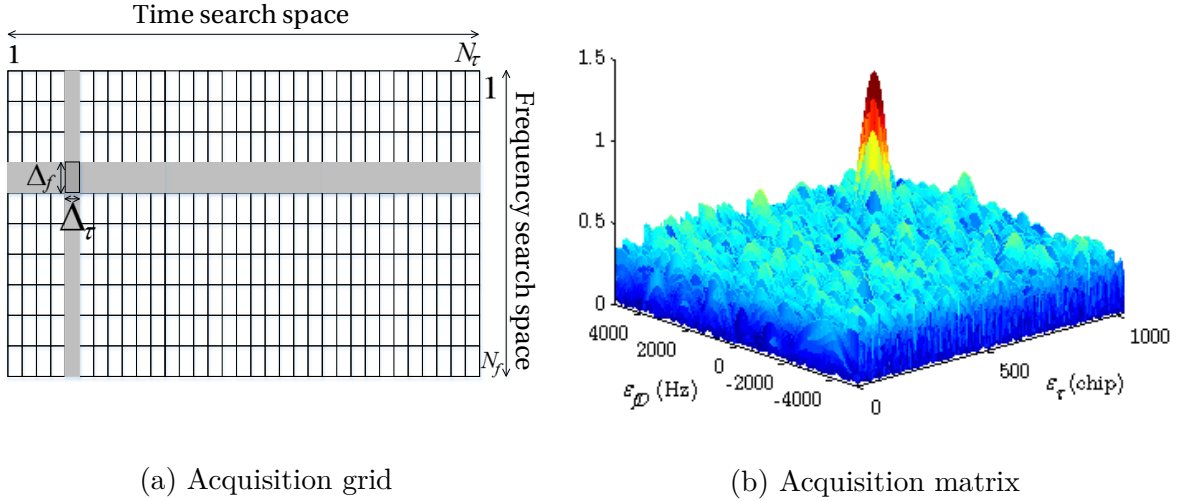 Time search space
1
N_τ
1
Frequency search space
Δ_f
Δ_τ
N_f
(a) Acquisition grid
1.5
1
0.5
0
4000
2000
0
-2000
-4000
ε_fD (Hz)
0
500
1000
ε_τ (chip)
(b) Acquisition matrix